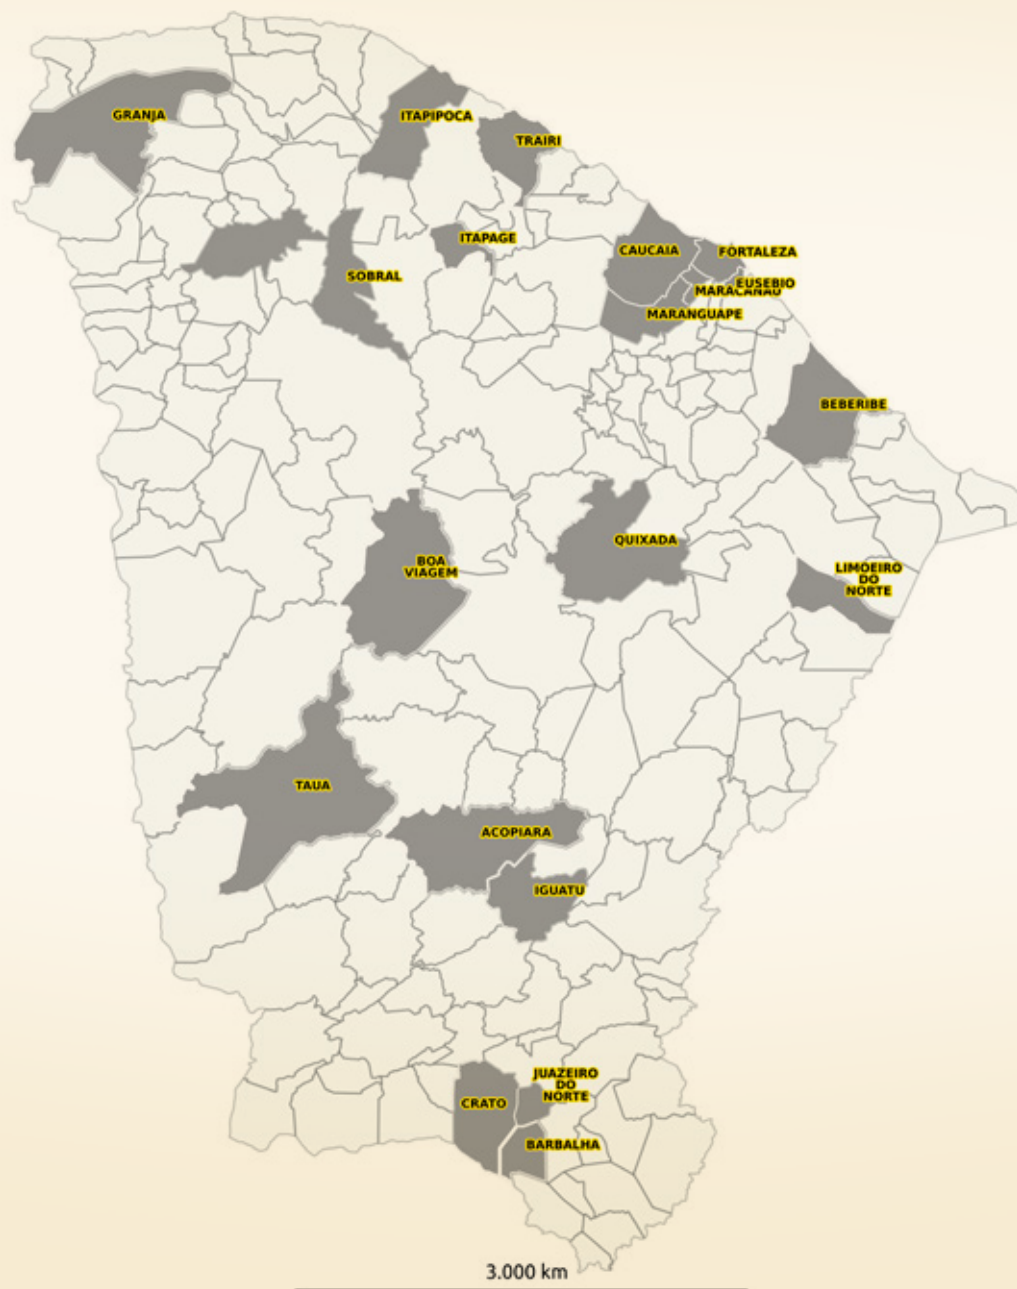 GRANJA
ITAPIPOCA
TRAIRI
ITAPAGE
CAUCAIA
FORTALEZA
SOBRAL
EUSEBIO
MARACANAU
MARANGUAPE
BEBERIBE
QUIXADA
BOA
VIAGEM
LIMOEIRO
DO
NORTE
TAUA
ACOPIARA
IGUATU
JUAZEIRO
DO
NORTE
CRATO
BARBALHA
3.000 km